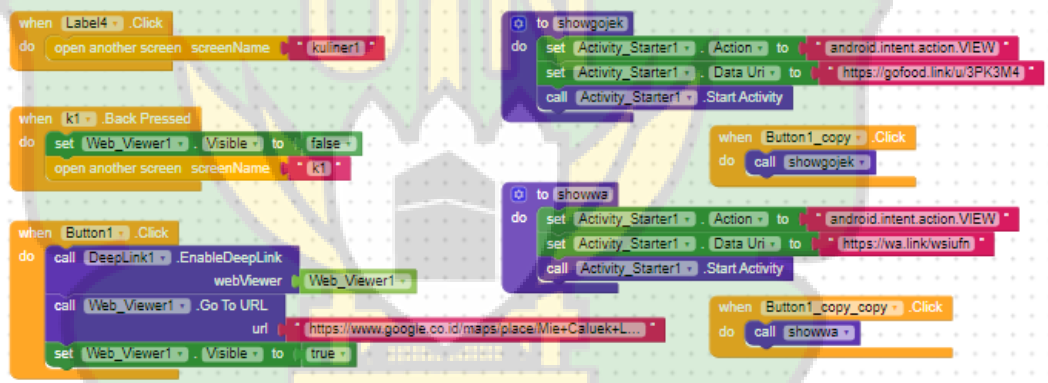 when Label4 .Click
do open another screen screenName " kuliner1 "
when k1 .Back Pressed
do set Web_Viewer1 . Visible to false
open another screen screenName " k1 "
when Button1 .Click
do call DeepLink1 .EnableDeepLink
webViewer Web_Viewer1
call Web_Viewer1 .Go To URL
url " https://www.google.co.id/maps/place/Mie+Caluek+L... "
set Web_Viewer1 . Visible to true
to showgojek
do set Activity_Starter1 . Action to " android.intent.action.VIEW "
set Activity_Starter1 . Data Uri to " https://gofood.link/u/3PK3M4 "
call Activity_Starter1 .Start Activity
when Button1_copy .Click
do call showgojek
to showwa
do set Activity_Starter1 . Action to " android.intent.action.VIEW "
set Activity_Starter1 . Data Uri to " https://wa.link/wsiufn "
call Activity_Starter1 .Start Activity
when Button1_copy_copy .Click
do call showwa